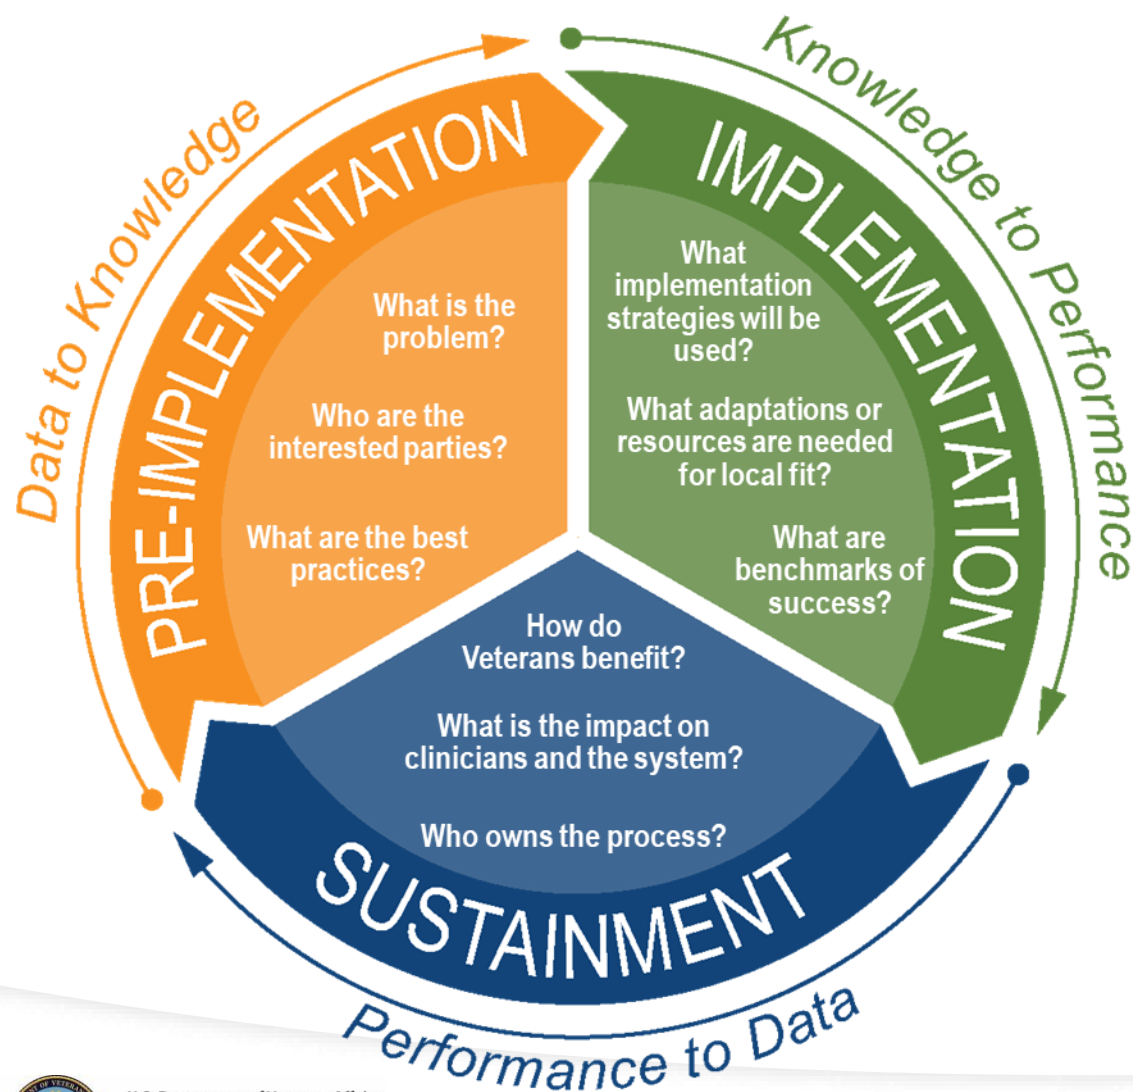 Data to Knowledge
PRE-IMPLEMENTATION
What is the
problem?
Who are the
interested parties?
What are the best
practices?
Knowledge to Performance
IMPLEMENTATION
What
implementation
strategies will be
used?
What adaptations or
resources are needed
for local fit?
What are
benchmarks of
success?
How do
Veterans benefit?
What is the impact on
clinicians and the system?
Who owns the process?
SUSTAINMENT
Performance to Data